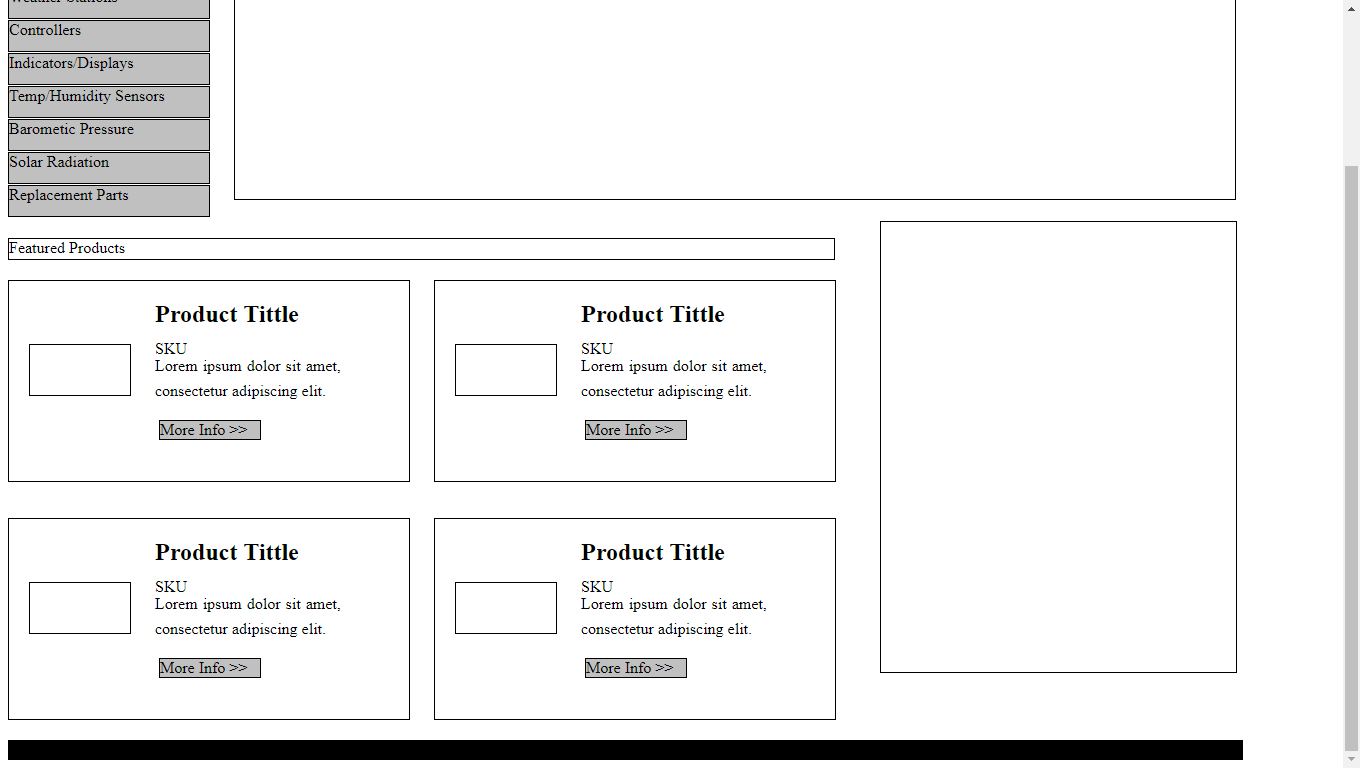 Weather Stations
Controllers
Indicators/Displays
Temp/Humidity Sensors
Barometic Pressure
Solar Radiation
Replacement Parts
Featured Products
Product Tittle
SKU
Lorem ipsum dolor sit amet,
consectetur adipiscing elit.
More Info >>
Product Tittle
SKU
Lorem ipsum dolor sit amet,
consectetur adipiscing elit.
More Info >>
Product Tittle
SKU
Lorem ipsum dolor sit amet,
consectetur adipiscing elit.
More Info >>
Product Tittle
SKU
Lorem ipsum dolor sit amet,
consectetur adipiscing elit.
More Info >>